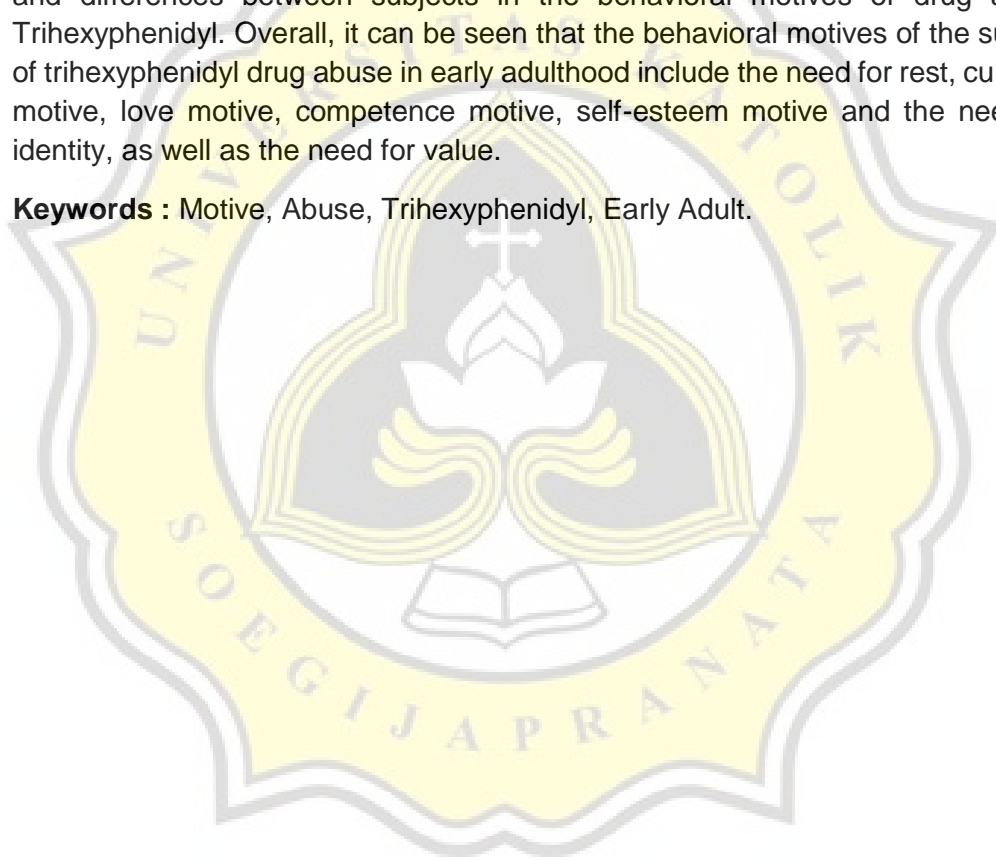 and differences between subjects in the behavioral motives of drug
Trihexyphenidyl. Overall, it can be seen that the behavioral motives of the
of trihexyphenidyl drug abuse in early adulthood include the need for rest,
motive, love motive, competence motive, self-esteem motive and the
identity, as well as the need for value.
Keywords : Motive, Abuse, Trihexyphenidyl, Early Adult.
UNIVERSITAS KATOLIK
SOEGIJAPRANATA